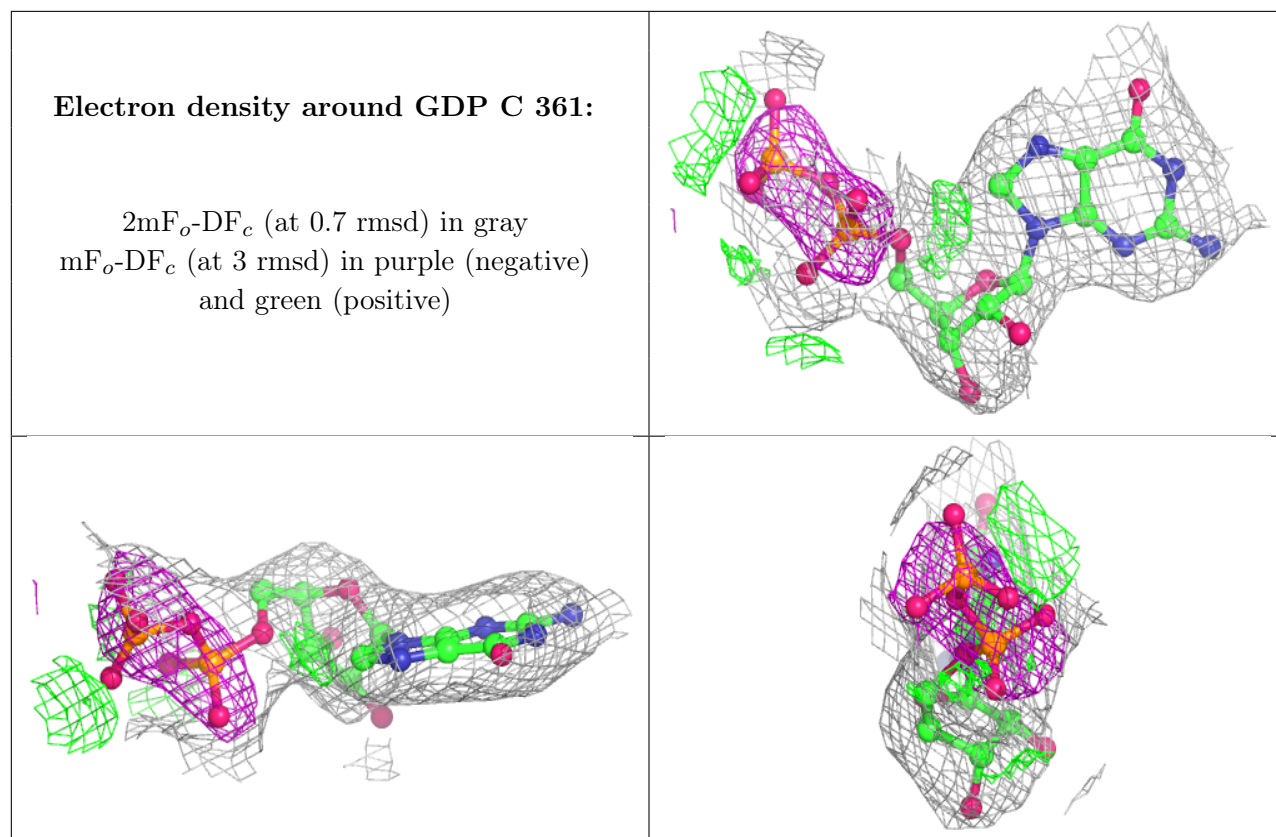 Electron density around GDP C 361:
2mFₒ-DF𝒸 (at 0.7 rmsd) in gray
mFₒ-DF𝒸 (at 3 rmsd) in purple (negative)
and green (positive)